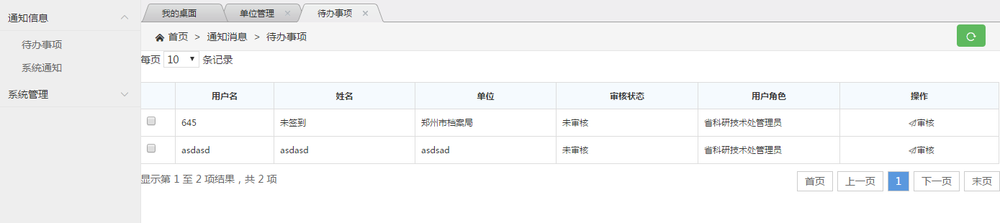 通知信息
待办事项
系统通知
系统管理
我的桌面 单位管理 × 待办事项 ×
首页 > 通知消息 > 待办事项
每页 10 条记录
用户名 姓名 单位 审核状态 用户角色 操作
645 未签到 郑州市档案局 未审核 省科研技术处管理员 审核
asdasd asdasd asdsad 未审核 省科研技术处管理员 审核
显示第 1 至 2 项结果，共 2 项
首页 上一页 1 下一页 末页